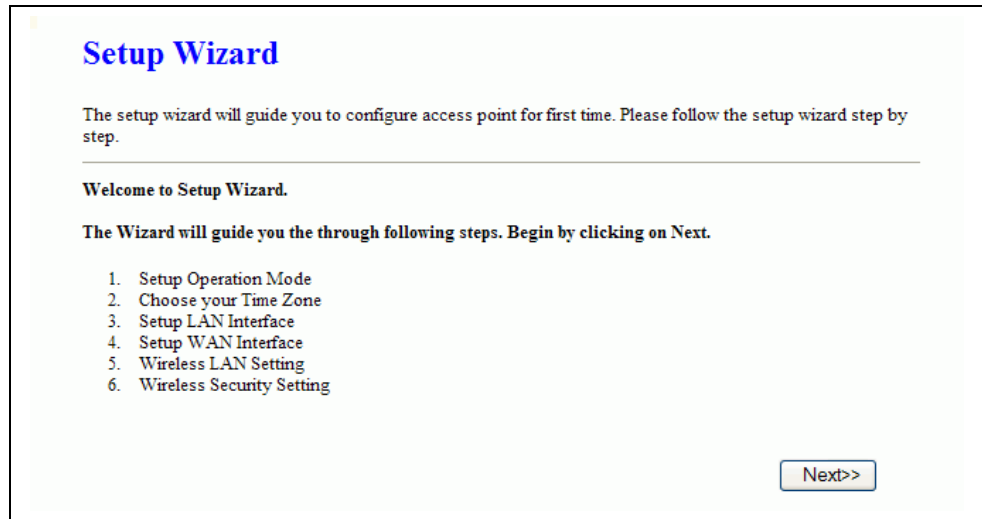 Setup Wizard
The setup wizard will guide you to configure access point for first time. Please follow the setup wizard step by
step.
Welcome to Setup Wizard.
The Wizard will guide you the through following steps. Begin by clicking on Next.
1. Setup Operation Mode
2. Choose your Time Zone
3. Setup LAN Interface
4. Setup WAN Interface
5. Wireless LAN Setting
6. Wireless Security Setting
Next>>